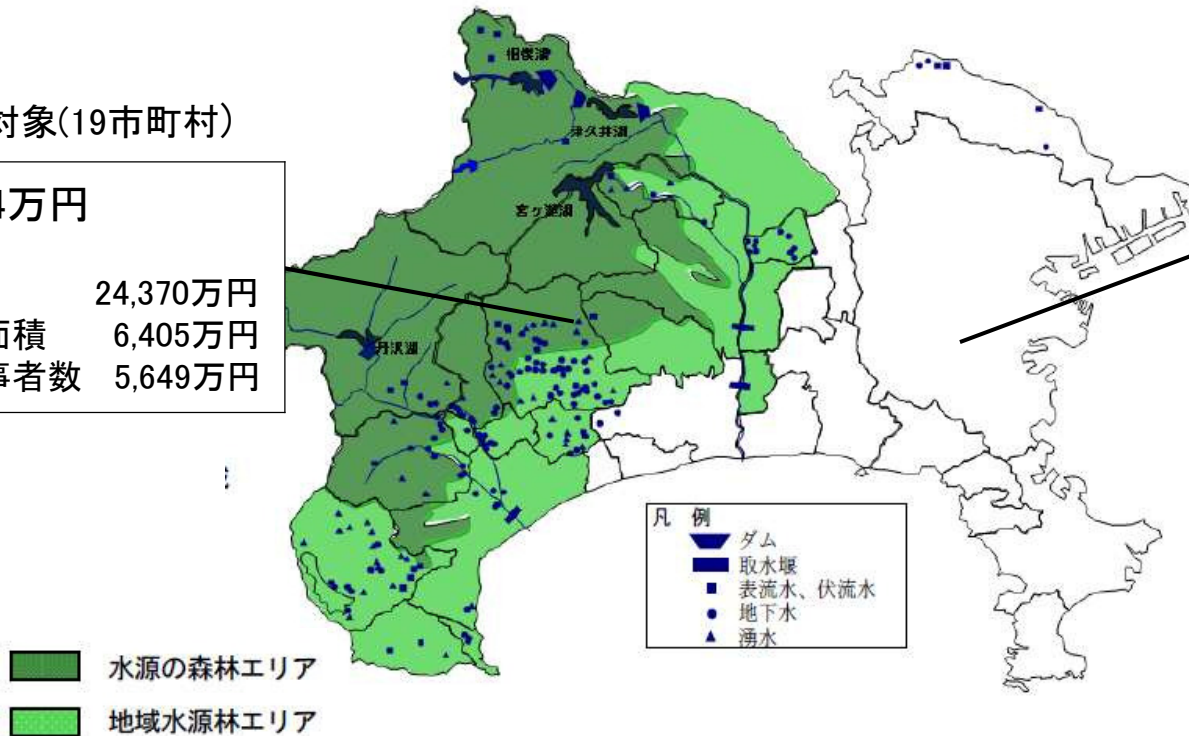 相模湖
対象(19市町村)
津久井湖
4万円
宮ヶ瀬湖
24,370万円
面積 6,405万円
事者数 5,649万円
丹沢湖
凡 例
ダム
取水堰
表流水、伏流水
地下水
湧水
水源の森林エリア
地域水源林エリア